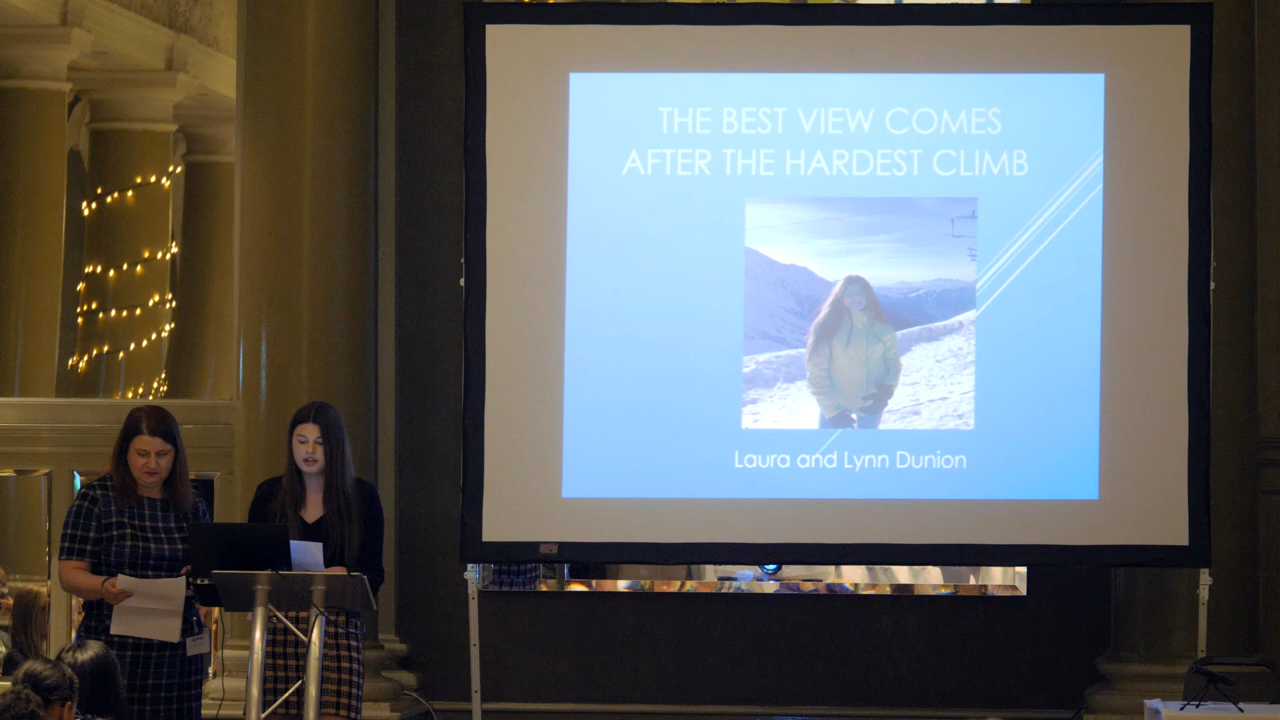 THE BEST VIEW COMES
AFTER THE HARDEST CLIMB
Laura and Lynn Dunion